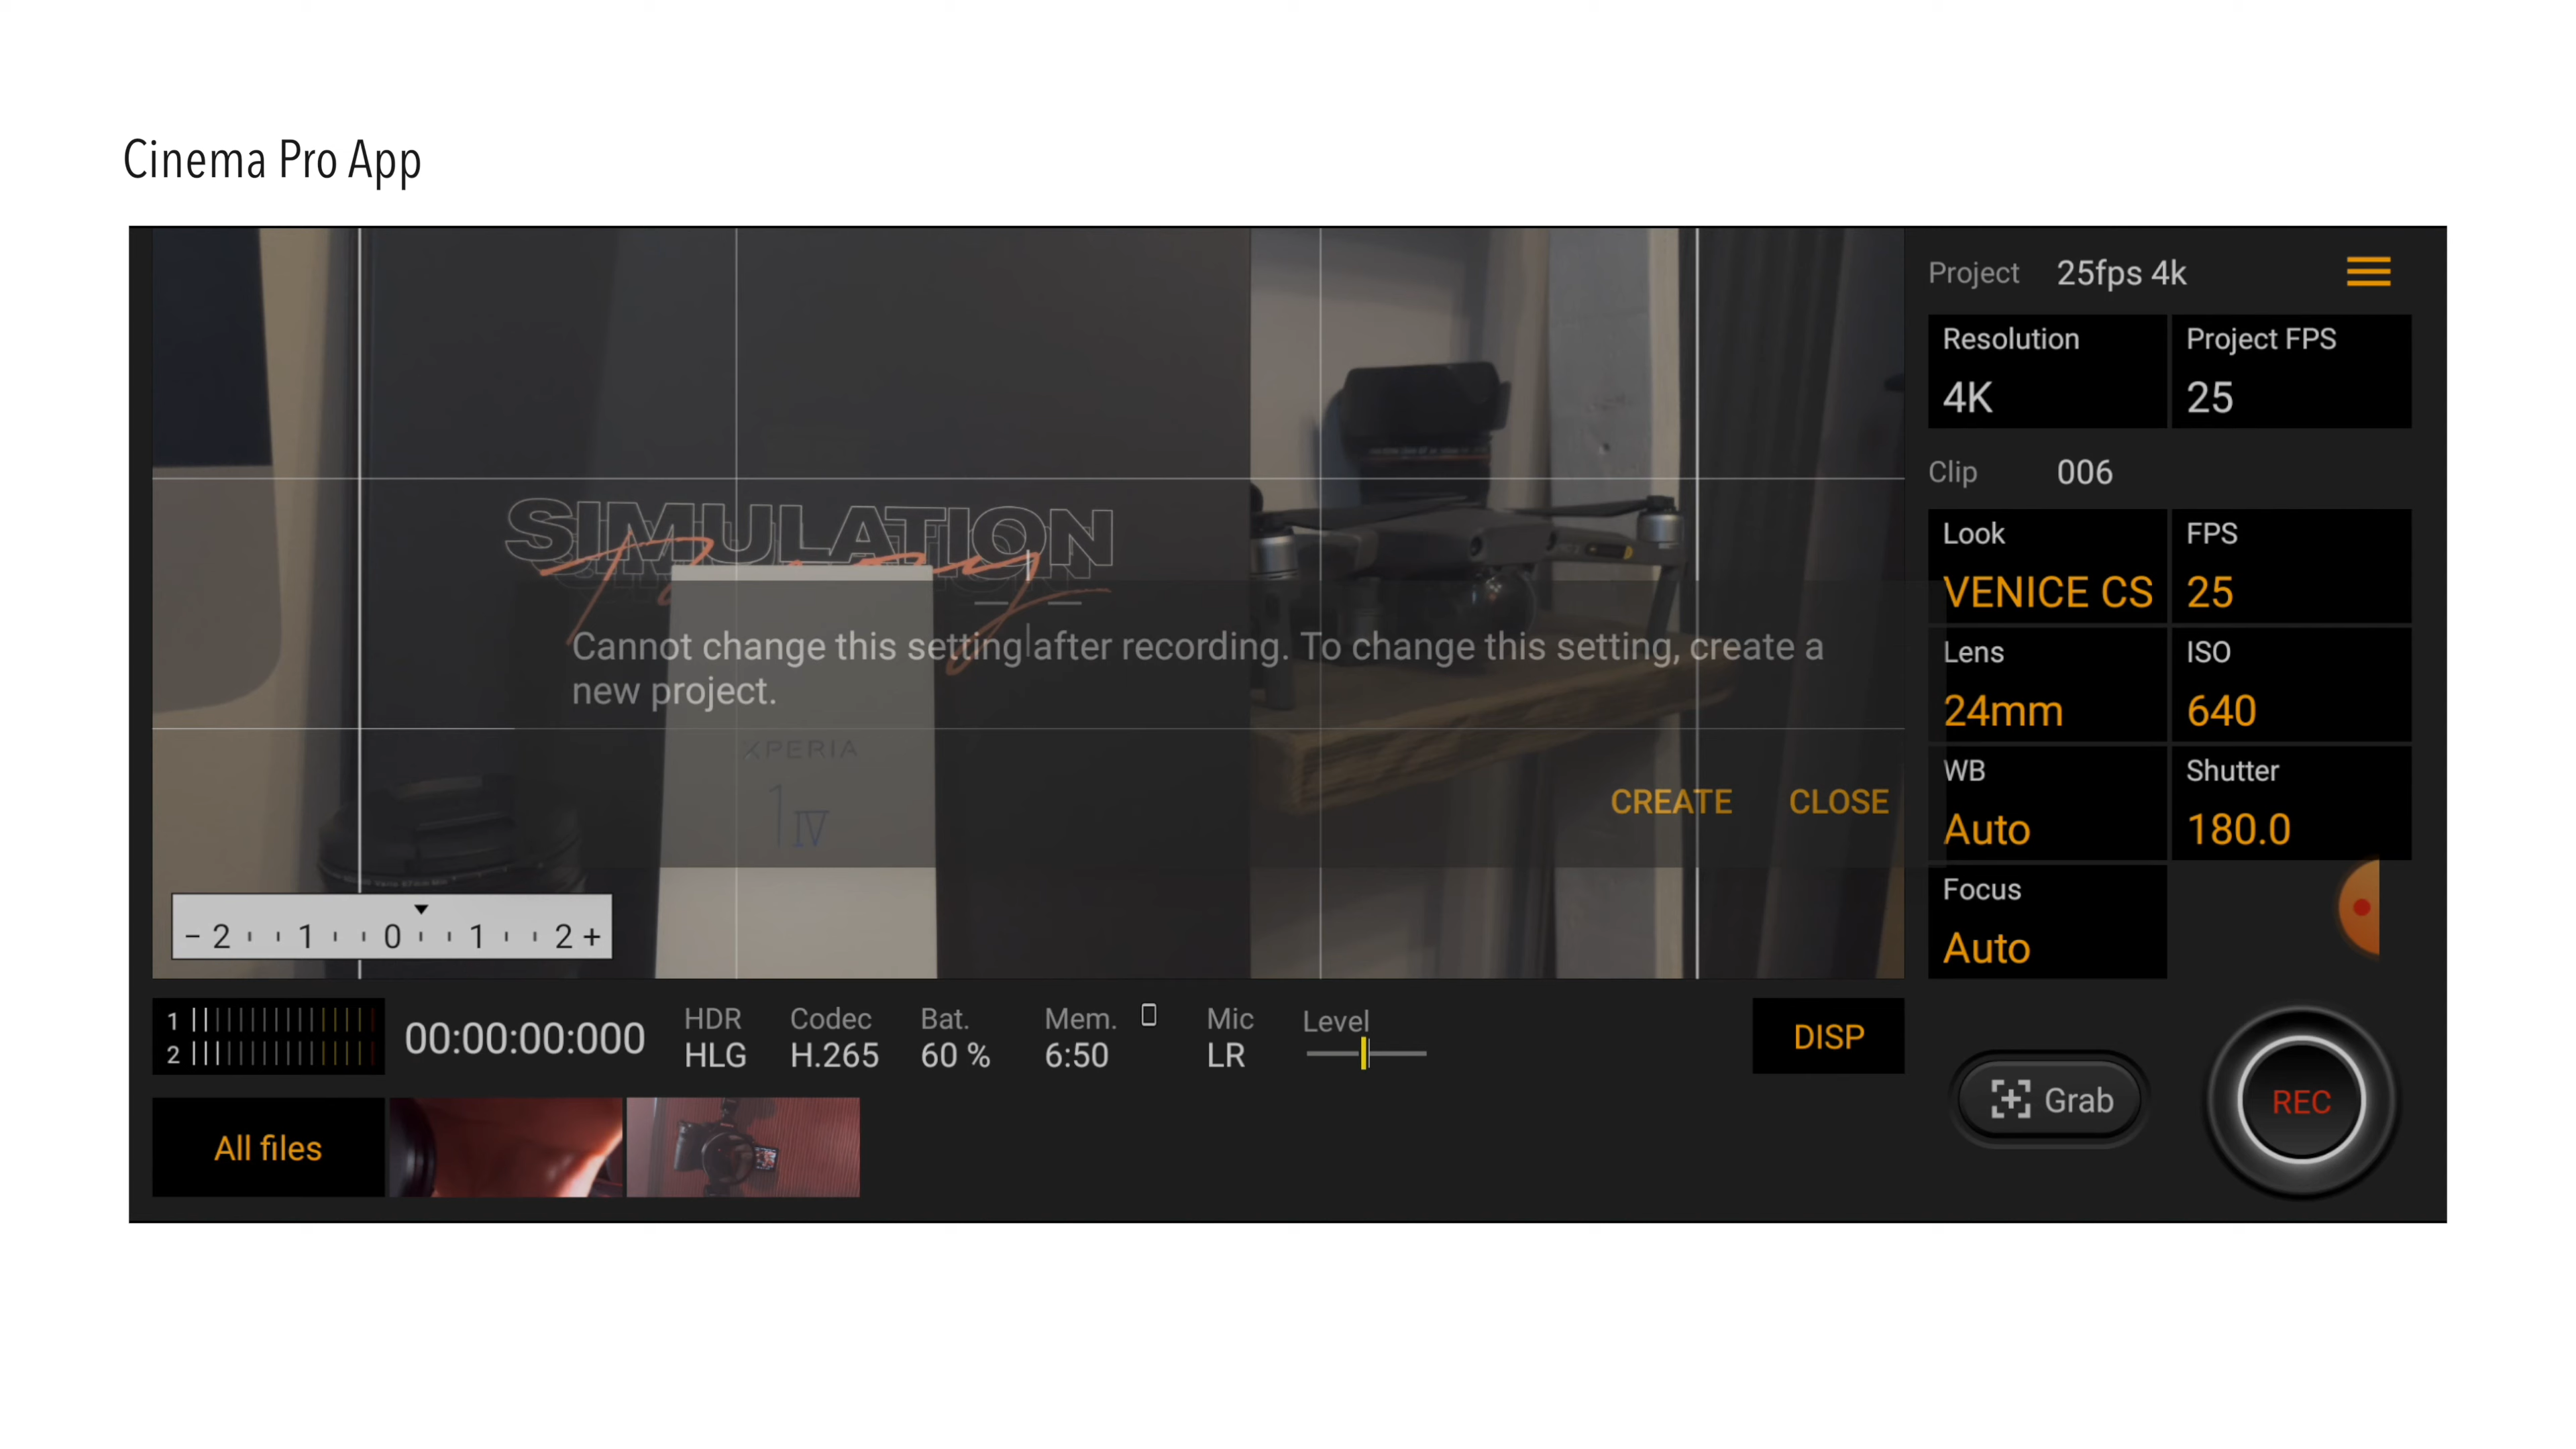 Cinema Pro App
Project 25fps 4k
Resolution Project FPS
4K 25
Clip 006
Look FPS
VENICE CS 25
Lens ISO
24mm 640
WB Shutter
Auto 180.0
Focus
Auto
SIMULATION
Cannot change this setting after recording. To change this setting, create a
new project.
XPERIA
1 IV
CREATE CLOSE
− 2 1 0 1 2 +
1
2
00:00:00:000
HDR Codec Bat. Mem. Mic Level
HLG H.265 60 % 6:50 LR
DISP
All files
Grab
REC